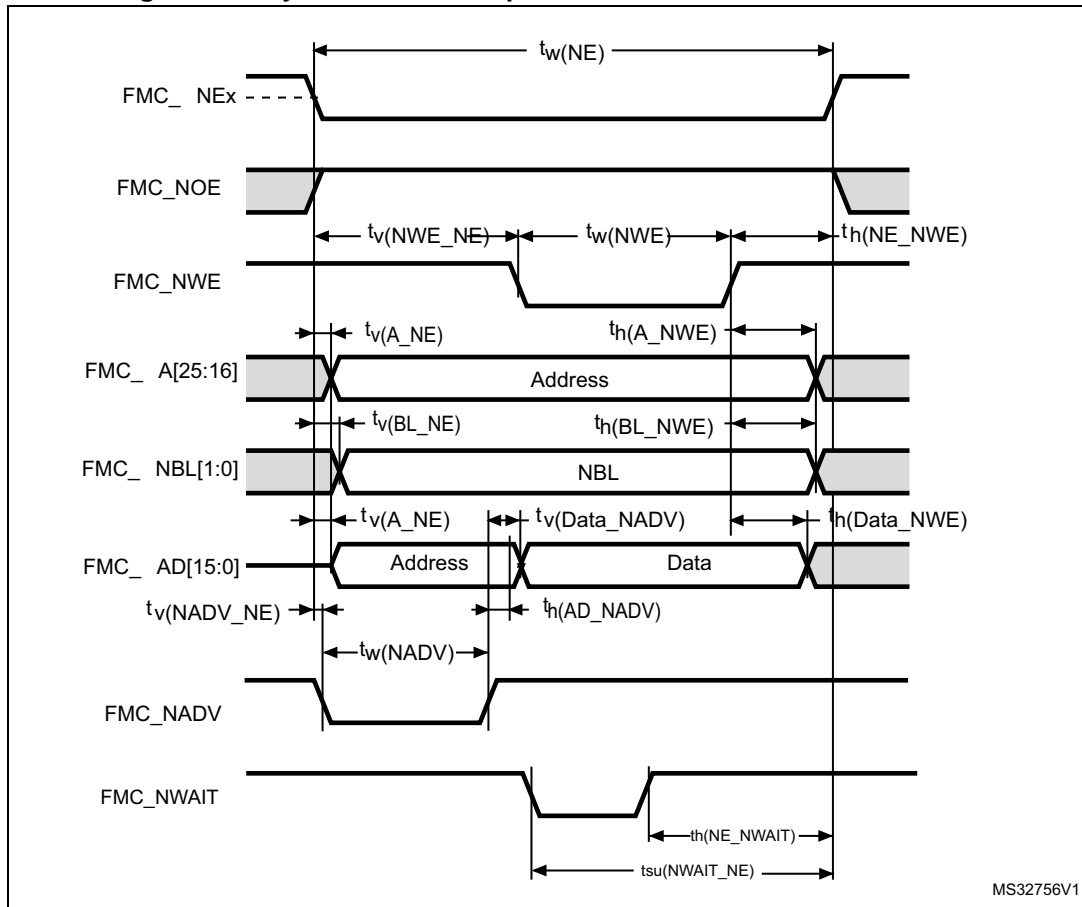 tw(NE)
FMC_ NEx
FMC_NOE
tv(NWE_NE) tw(NWE) th(NE_NWE)
FMC_NWE
tv(A_NE) th(A_NWE)
FMC_ A[25:16] Address
tv(BL_NE) th(BL_NWE)
FMC_ NBL[1:0] NBL
tv(A_NE) tv(Data_NADV) th(Data_NWE)
FMC_ AD[15:0] Address Data
tv(NADV_NE) th(AD_NADV)
tw(NADV)
FMC_NADV
FMC_NWAIT
th(NE_NWAIT)
tsu(NWAIT_NE)
MS32756V1